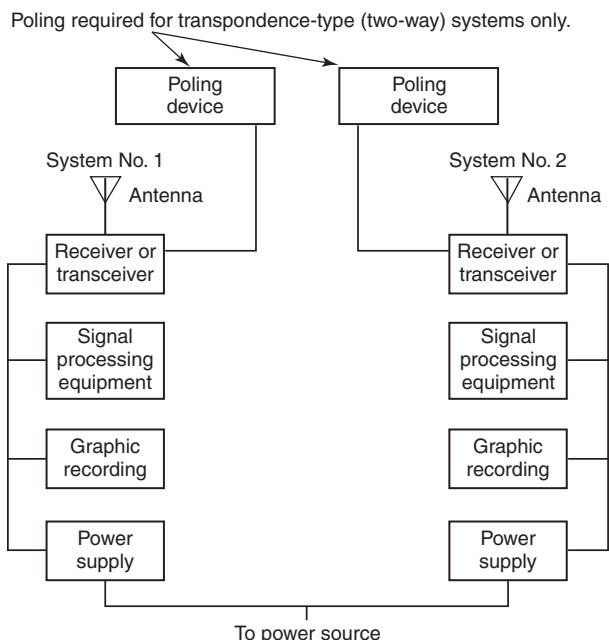 Poling required for transpondence-type (two-way) systems only.
Poling
device
Poling
device
System No. 1
Antenna
Receiver or
transceiver
Signal
processing
equipment
Graphic
recording
Power
supply
System No. 2
Antenna
Receiver or
transceiver
Signal
processing
equipment
Graphic
recording
Power
supply
To power source